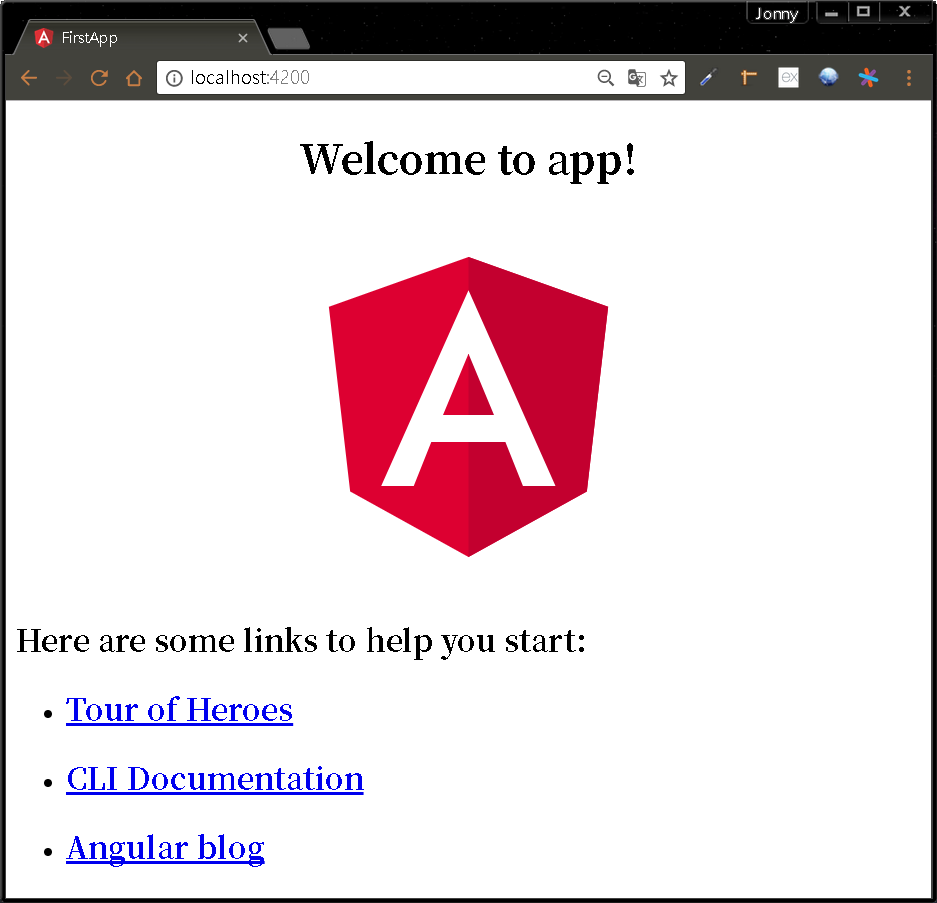 Jonny
FirstApp
localhost:4200
ex
Welcome to app!
A
Here are some links to help you start:
Tour of Heroes
CLI Documentation
Angular blog